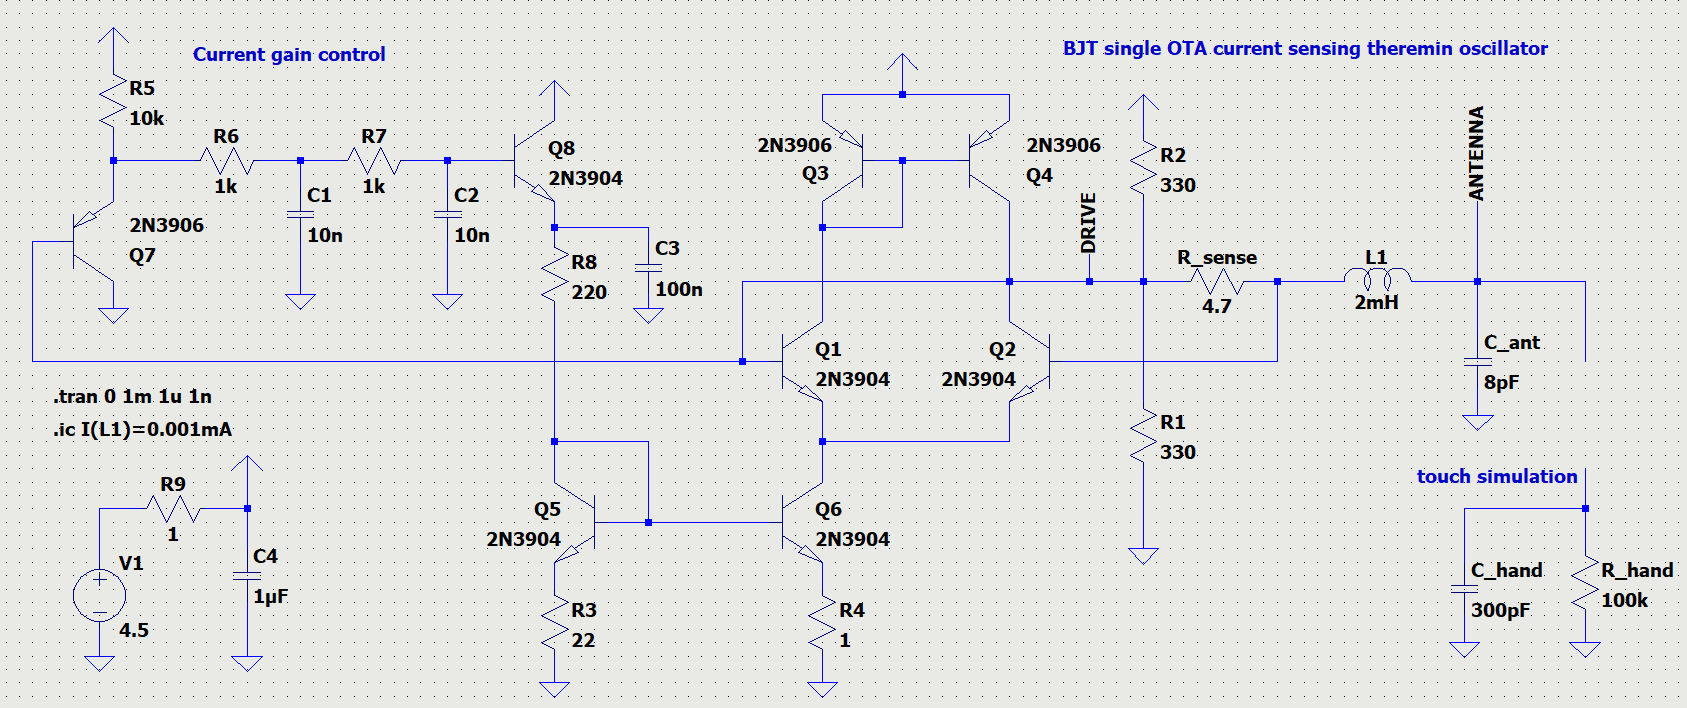 Current gain control
BJT single OTA current sensing theremin oscillator
R5
10k
R6
1k
R7
1k
Q8
2N3904
C1
10n
C2
10n
2N3906
Q7
C3
100n
R8
220
2N3906
Q3
2N3906
Q4
R2
330
DRIVE
ANTENNA
R_sense
4.7
L1
2mH
Q1
2N3904
Q2
2N3904
C_ant
8pF
.tran 0 1m 1u 1n
.ic I(L1)=0.001mA
R1
330
touch simulation
R9
1
V1
4.5
C4
1µF
Q5
2N3904
Q6
2N3904
R3
22
R4
1
C_hand
300pF
R_hand
100k